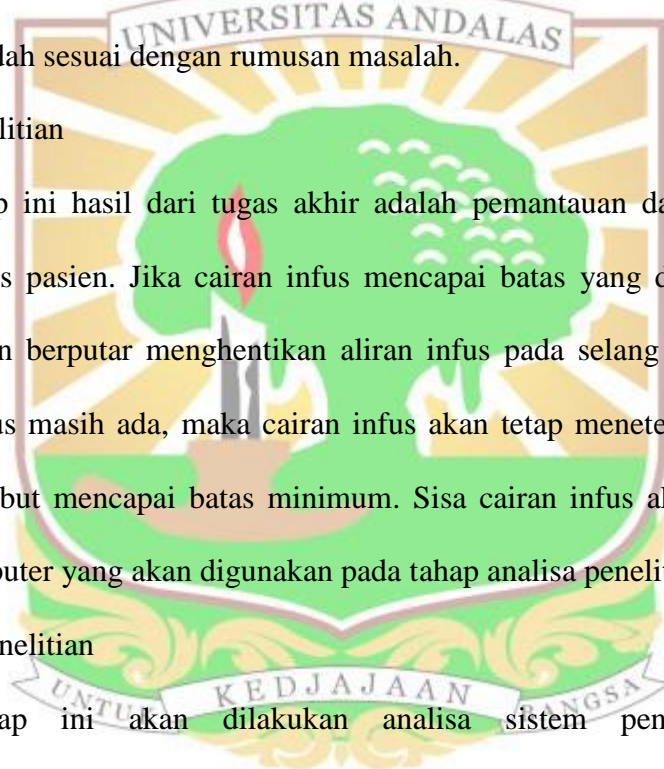 UNIVERSITAS ANDALAS
dah sesuai dengan rumusan masalah.
litian
p ini hasil dari tugas akhir adalah pemantauan da
s pasien. Jika cairan infus mencapai batas yang d
n berputar menghentikan aliran infus pada selang
us masih ada, maka cairan infus akan tetap menete
but mencapai batas minimum. Sisa cairan infus a
puter yang akan digunakan pada tahap analisa peneli
nelitian
UNTUK KEDJAJAAN BANGSA
ap ini akan dilakukan analisa sistem pen